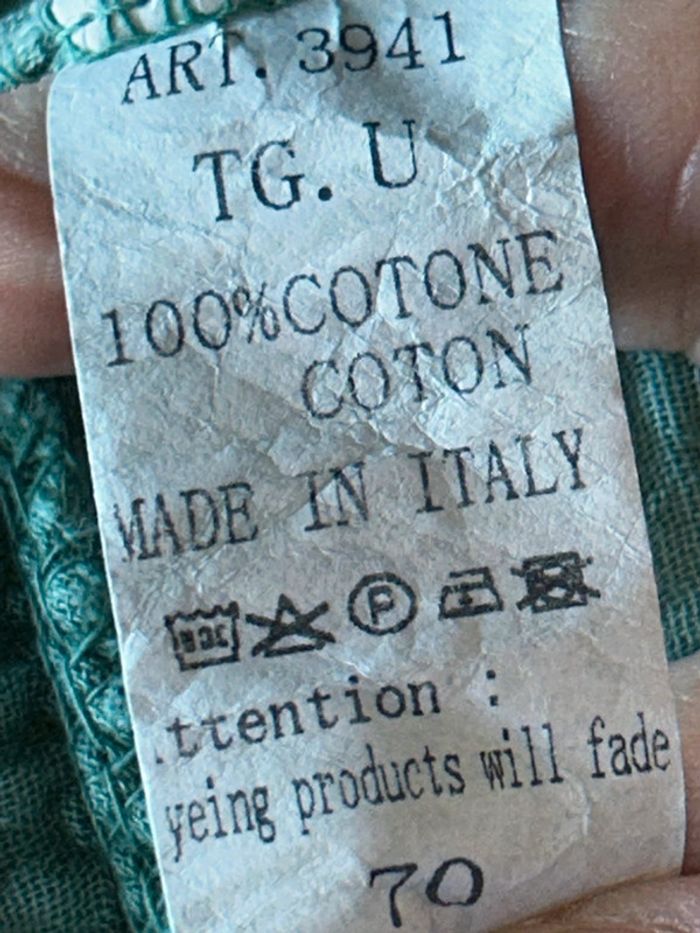 ART. 3941
TG. U
100%COTONE
COTON
MADE IN ITALY
P
ttention :
yeing products will fade
70